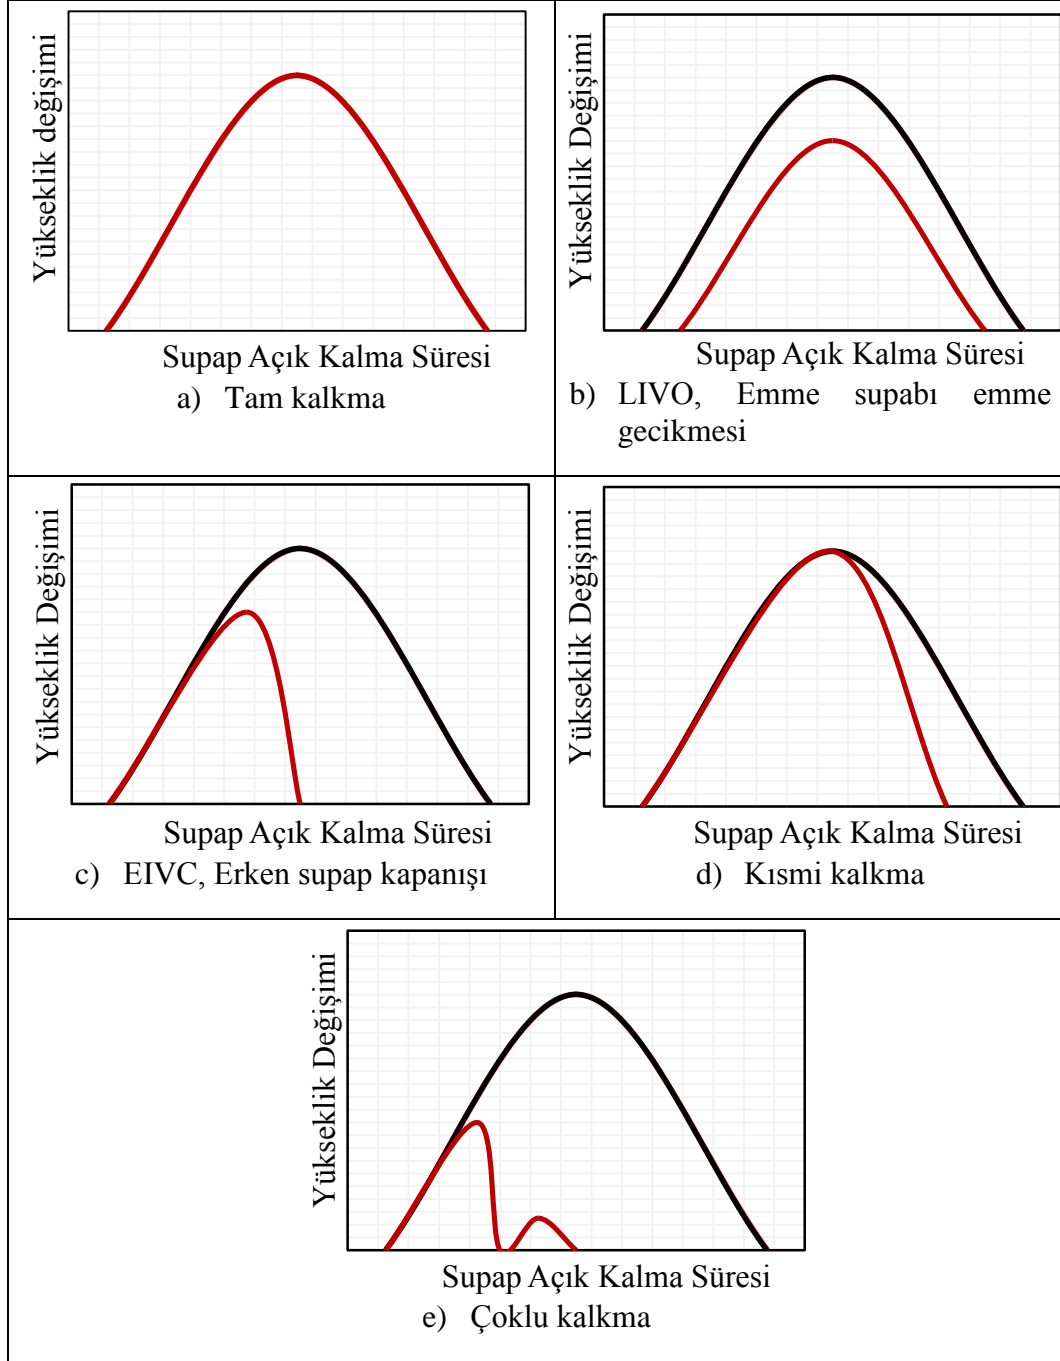 Yükseklik değişimi
Supap Açık Kalma Süresi
a) Tam kalkma
Yükseklik Değişimi
Supap Açık Kalma Süresi
b) LIVO, Emme supabı emme
gecikmesi
Yükseklik Değişimi
Supap Açık Kalma Süresi
c) EIVC, Erken supap kapanışı
Yükseklik Değişimi
Supap Açık Kalma Süresi
d) Kısmi kalkma
Yükseklik Değişimi
Supap Açık Kalma Süresi
e) Çoklu kalkma